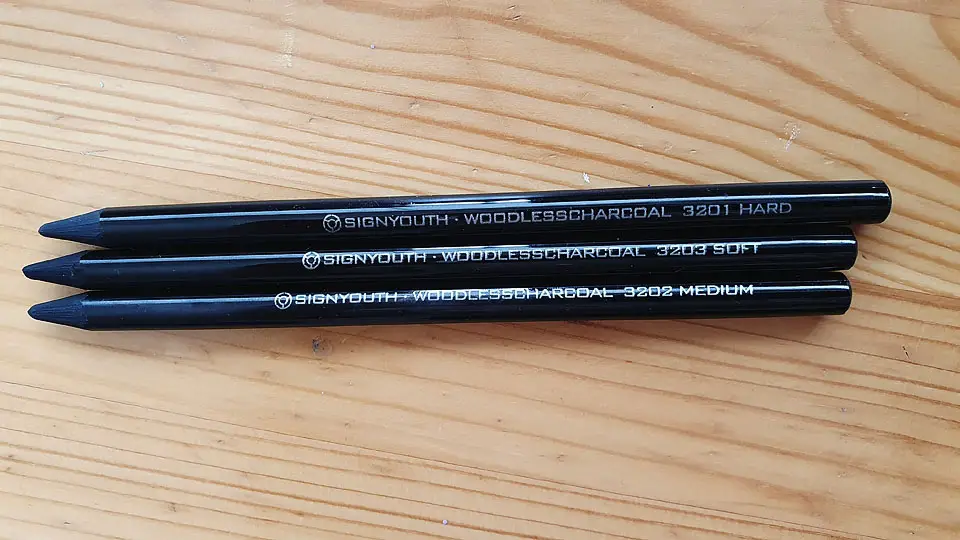 SIGNYOUTH · WOODLESSCHARCOAL 3201 HARD
SIGNYOUTH · WOODLESSCHARCOAL 3203 SOFT
SIGNYOUTH · WOODLESSCHARCOAL 3202 MEDIUM